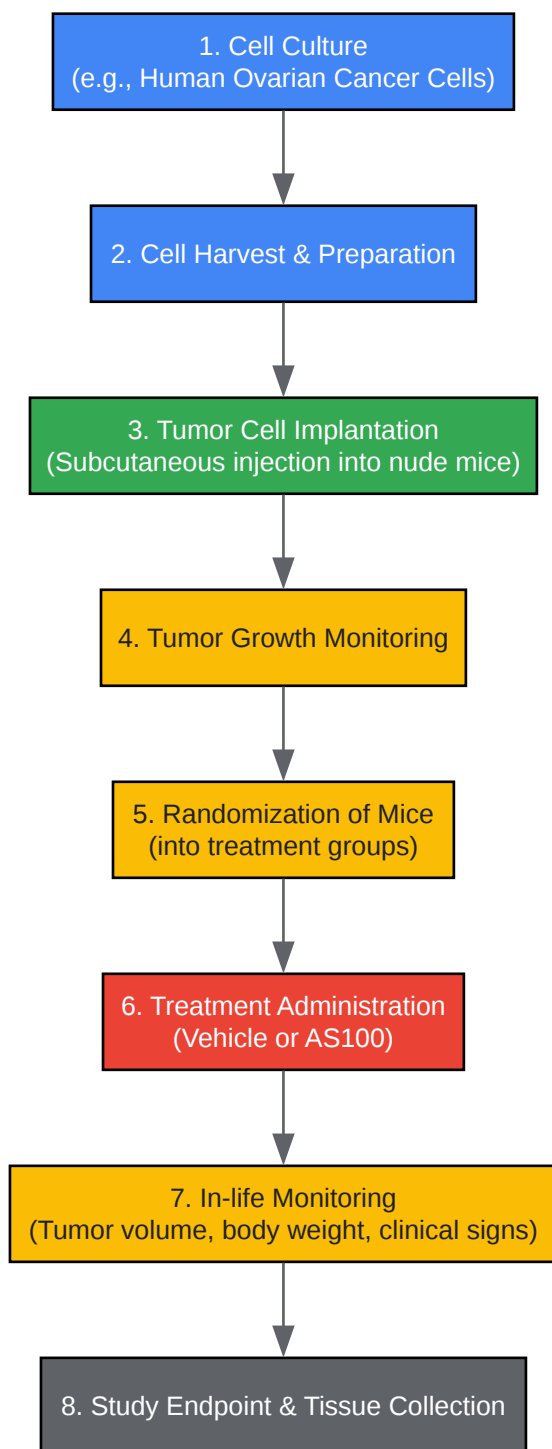 1. Cell Culture
(e.g., Human Ovarian Cancer Cells)
2. Cell Harvest & Preparation
3. Tumor Cell Implantation
(Subcutaneous injection into nude mice)
4. Tumor Growth Monitoring
5. Randomization of Mice
(into treatment groups)
6. Treatment Administration
(Vehicle or AS100)
7. In-life Monitoring
(Tumor volume, body weight, clinical signs)
8. Study Endpoint & Tissue Collection